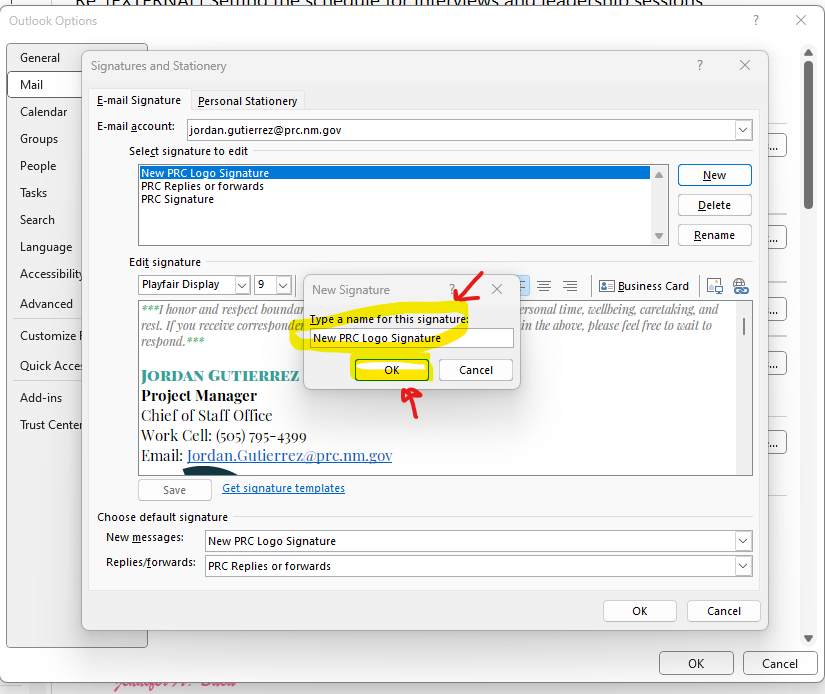 Re: [EXTERNAL] Setting the schedule for interviews and leadership sessions
Outlook Options
General
Mail
Calendar
Groups
People
Tasks
Search
Language
Accessibility
Advanced
Customize
Quick Acce
Add-ins
Trust Center
Signatures and Stationery
E-mail Signature
Personal Stationery
E-mail account:
jordan.gutierrez@prc.nm.gov
Select signature to edit
New PRC Logo Signature
PRC Replies or forwards
PRC Signature
New
Delete
Rename
Edit signature
Playfair Display
9
Business Card
***I honor and respect boundar ersonal time, wellbeing, caretaking, and
rest. If you receive corresponden in the above, please feel free to wait to
respond.***
JORDAN GUTIERREZ
Project Manager
Chief of Staff Office
Work Cell: (505) 795-4399
Email: Jordan.Gutierrez@prc.nm.gov
New Signature
Type a name for this signature:
New PRC Logo Signature
OK
Cancel
Save
Get signature templates
Choose default signature
New messages:
New PRC Logo Signature
Replies/forwards:
PRC Replies or forwards
OK
Cancel
OK
Cancel